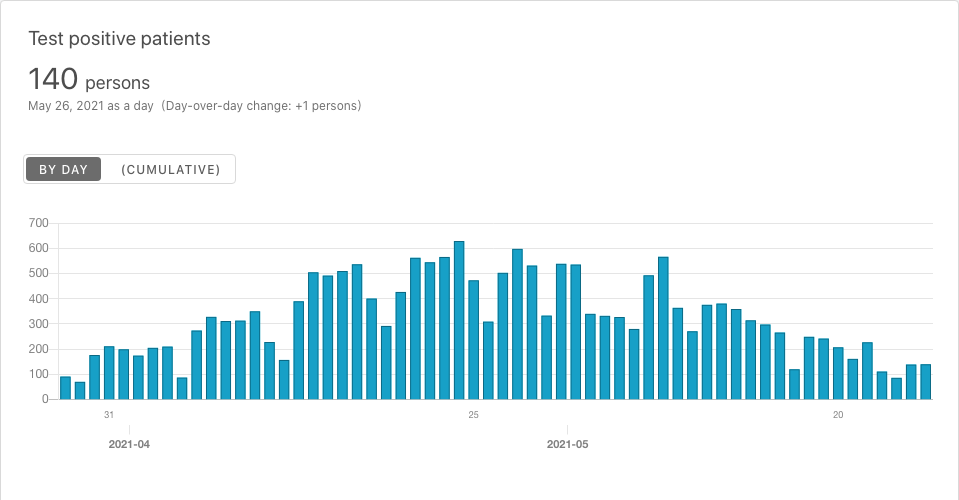 Test positive patients
140 persons
May 26, 2021 as a day (Day-over-day change: +1 persons)
BY DAY (CUMULATIVE)
700
600
500
400
300
200
100
0
31 25 20
2021-04 2021-05